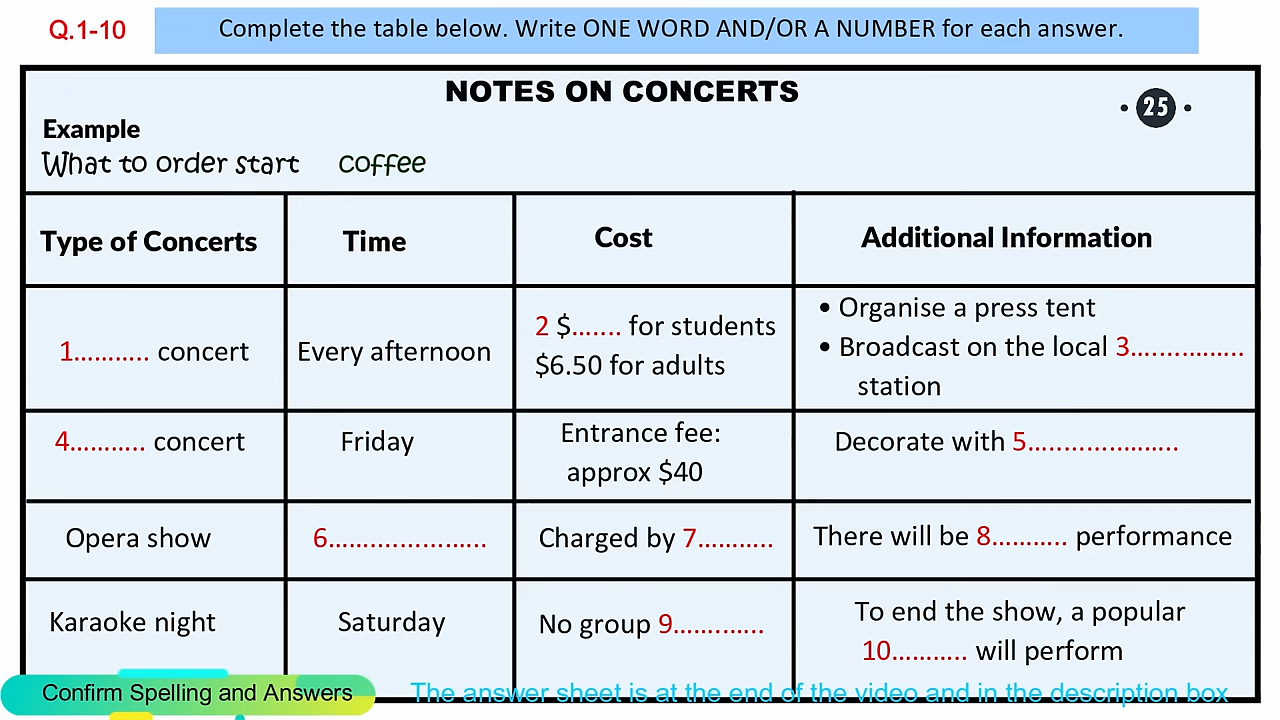 Q.1-10
Complete the table below. Write ONE WORD AND/OR A NUMBER for each answer.
NOTES ON CONCERTS
• 25 •
Example
What to order start coffee
Type of Concerts
Time
Cost
Additional Information
1……….. concert
Every afternoon
2 $....... for students
$6.50 for adults
• Organise a press tent
• Broadcast on the local 3……………..
station
4……….. concert
Friday
Entrance fee:
approx $40
Decorate with 5………………….
Opera show
6…………………..
Charged by 7………..
There will be 8……….. performance
Karaoke night
Saturday
No group 9…………..
To end the show, a popular
10……….. will perform
Confirm Spelling and Answers
The answer sheet is at the end of the video and in the description box